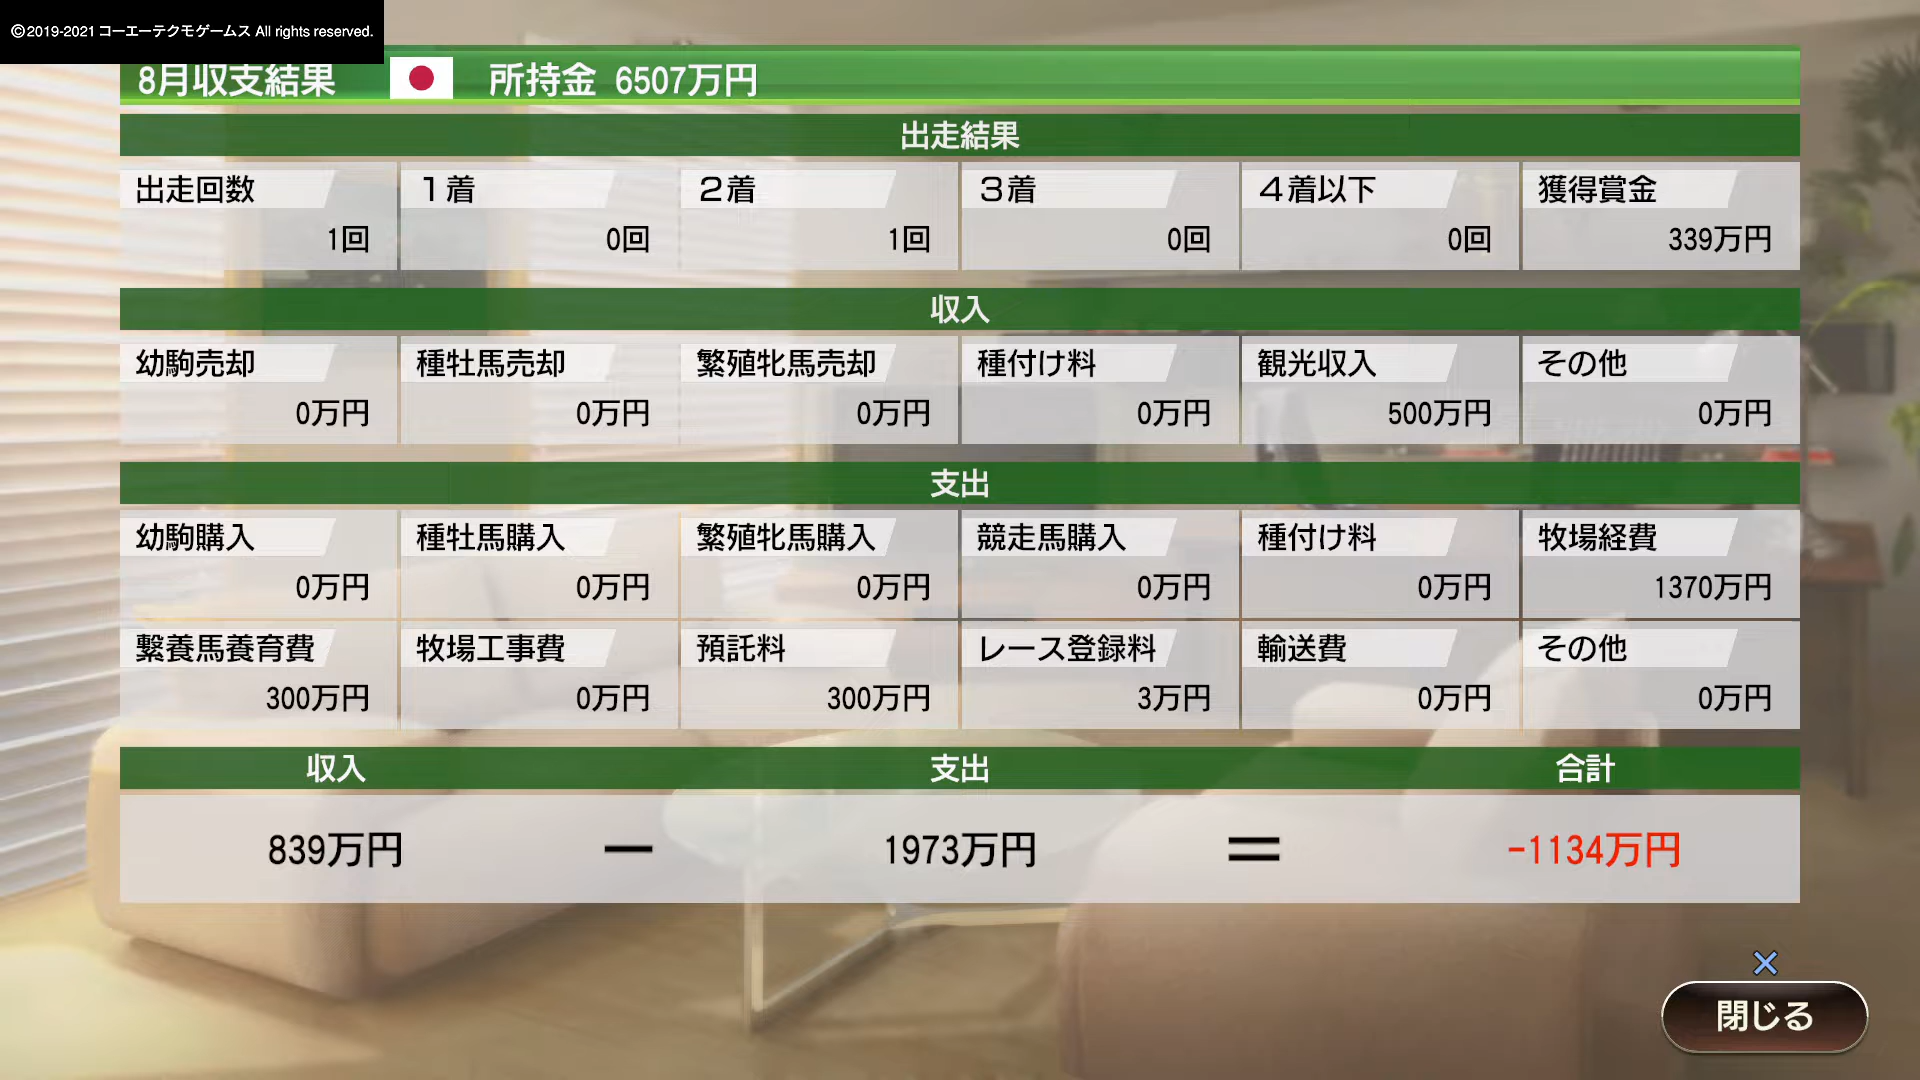 ©2019-2021 コーエーテクモゲームス All rights reserved.
8月収支結果 所持金 6507万円
出走結果
出走回数 1着 2着 3着 4着以下 獲得賞金
1回 0回 1回 0回 0回 339万円
収入
幼駒売却 種牡馬売却 繁殖牝馬売却 種付け料 観光収入 その他
0万円 0万円 0万円 0万円 500万円 0万円
支出
幼駒購入 種牡馬購入 繁殖牝馬購入 競走馬購入 種付け料 牧場経費
0万円 0万円 0万円 0万円 0万円 1370万円
繋養馬養育費 牧場工事費 預託料 レース登録料 輸送費 その他
300万円 0万円 300万円 3万円 0万円 0万円
収入 支出 合計
839万円 − 1973万円 = -1134万円
閉じる